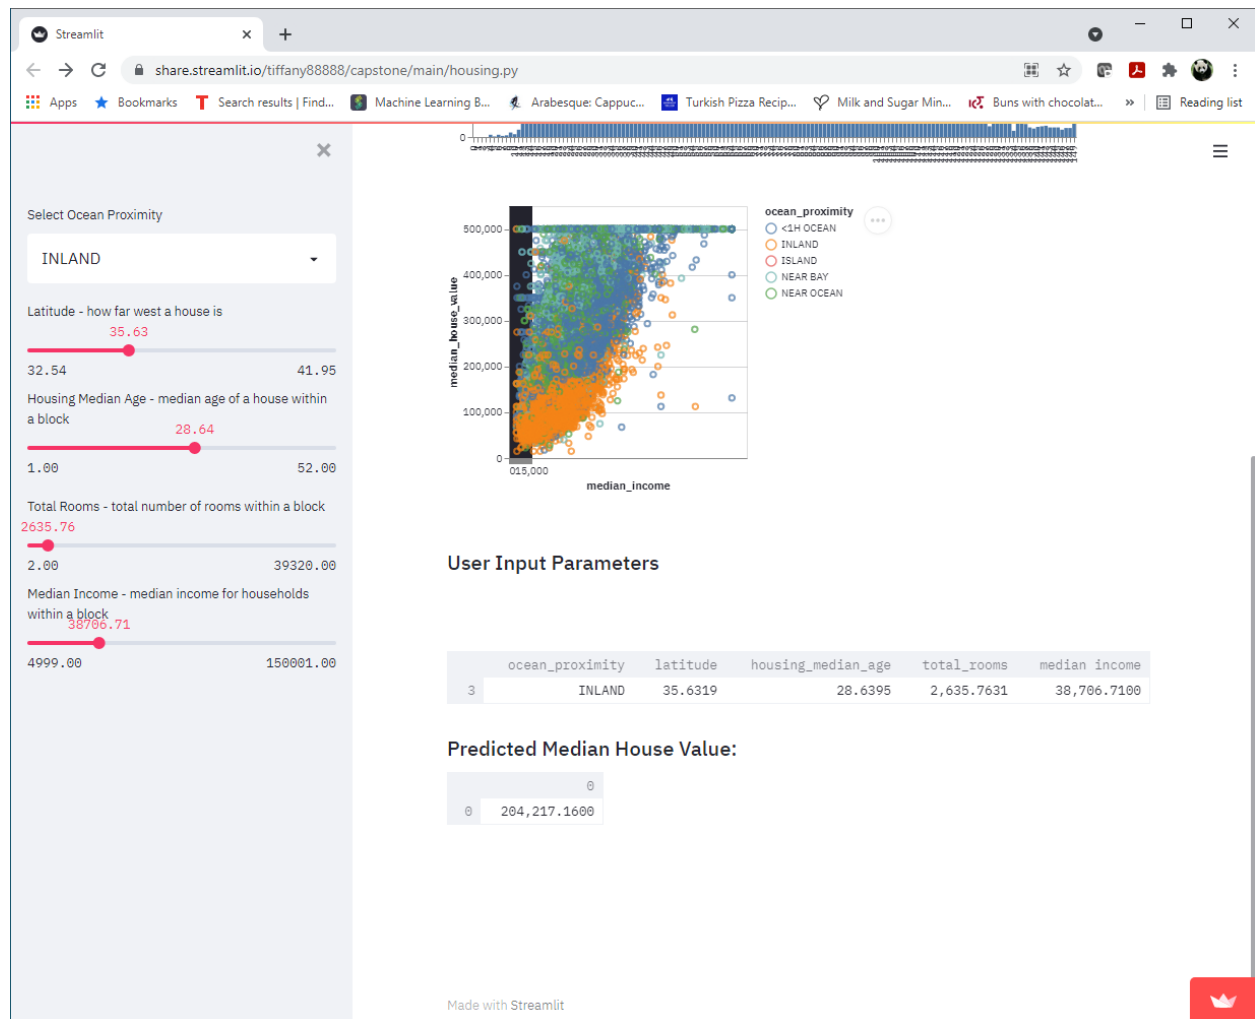 Streamlit
share.streamlit.io/tiffany88888/capstone/main/housing.py
Apps Bookmarks Search results | Find... Machine Learning B... Arabesque: Cappuc... Turkish Pizza Recip... Milk and Sugar Min... Buns with chocolat... » Reading list
Select Ocean Proximity
INLAND
Latitude - how far west a house is
35.63
32.54 41.95
Housing Median Age - median age of a house within
a block
28.64
1.00 52.00
Total Rooms - total number of rooms within a block
2635.76
2.00 39320.00
Median Income - median income for households
within a block
38706.71
4999.00 150001.00
0
ocean_proximity
<1H OCEAN
INLAND
ISLAND
NEAR BAY
NEAR OCEAN
median_house_value
500,000
400,000
300,000
200,000
100,000
0
015,000
median_income
User Input Parameters
ocean_proximity latitude housing_median_age total_rooms median income
3 INLAND 35.6319 28.6395 2,635.7631 38,706.7100
Predicted Median House Value:
0
0 204,217.1600
Made with Streamlit